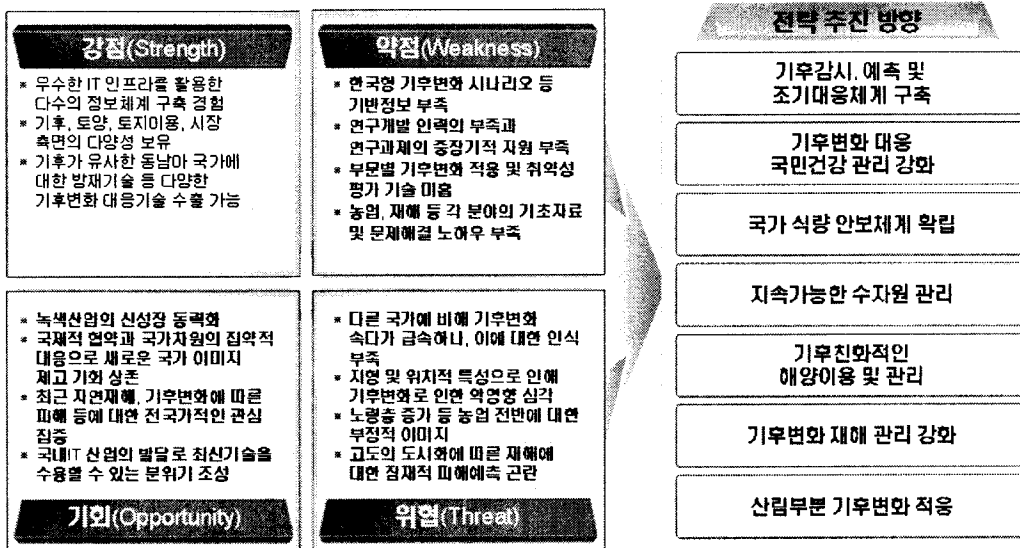 강점(Strength)
* 우수한 IT 인프라를 활용한
다수의 정보체계 구축 경험
* 기후, 토양, 토지이용, 시장
측면의 다양성 보유
* 기후가 유사한 동남아 국가에
대한 방재기술 등 다양한
기후변화 대응기술 수출 가능
약점(Weakness)
* 한국형 기후변화 시나리오 등
기반정보 부족
* 연구개발 인력의 부족과
연구과제의 중장기적 지원 부족
* 부문별 기후변화 적응 및 취약성
평가 기술 미흡
* 농업, 재해 등 각 분야의 기초자료
및 문제해결 노하우 부족
* 녹색산업의 신성장 동력화
* 국제적 협약과 국가자원의 집약적
대응으로 새로운 국가 이미지
제고 기회 상존
* 최근 자연재해, 기후변화에 따른
피해 등에 대한 전국가적인 관심
집중
* 국내IT 산업의 발달로 최신기술을
수용할 수 있는 분위기 조성
기회(Opportunity)
* 다른 국가에 비해 기후변화
속다가 급속하나, 이에 대한 인식
부족
* 지형 및 위치적 특성으로 인해
기후변화로 인한 악영향 심각
* 노령층 증가 등 농업 전반에 대한
부정적 이미지
* 고도의 도시화에 따른 재해에
대한 잠재적 피해예측 곤란
위협(Threat)
전략 추진 방향
기후감시, 예측 및
조기대응체계 구축
기후변화 대응
국민건강 관리 강화
국가 식량 안보체계 확립
지속가능한 수자원 관리
기후친화적인
해양이용 및 관리
기후변화 재해 관리 강화
산림부분 기후변화 적응